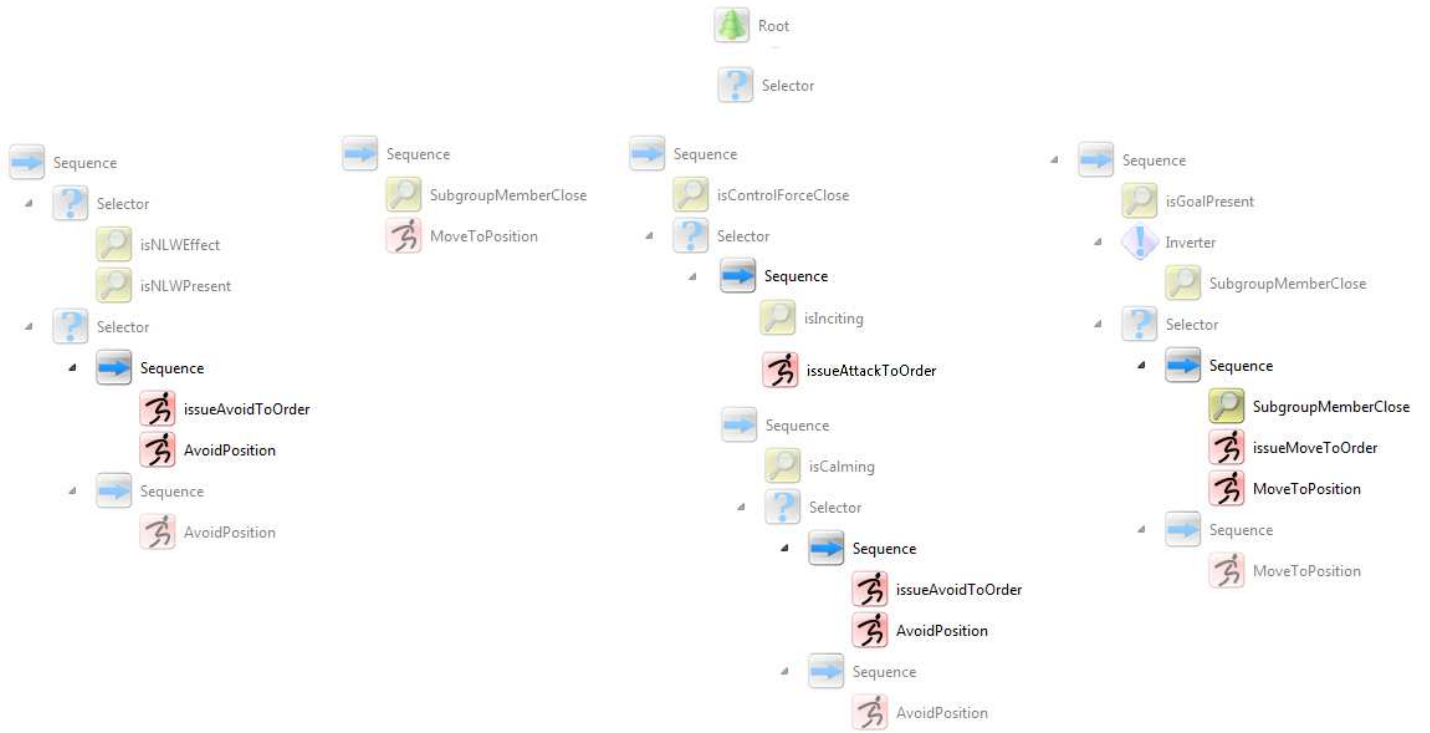 Root
Selector
Sequence
Selector
isNLWEffect
isNLWPresent
Selector
Sequence
issueAvoidToOrder
AvoidPosition
Sequence
AvoidPosition
Sequence
SubgroupMemberClose
MoveToPosition
Sequence
isControlForceClose
Selector
Sequence
isInciting
issueAttackToOrder
Sequence
isCalming
Selector
Sequence
issueAvoidToOrder
AvoidPosition
Sequence
AvoidPosition
Sequence
isGoalPresent
Inverter
SubgroupMemberClose
Selector
Sequence
SubgroupMemberClose
issueMoveToOrder
MoveToPosition
Sequence
MoveToPosition